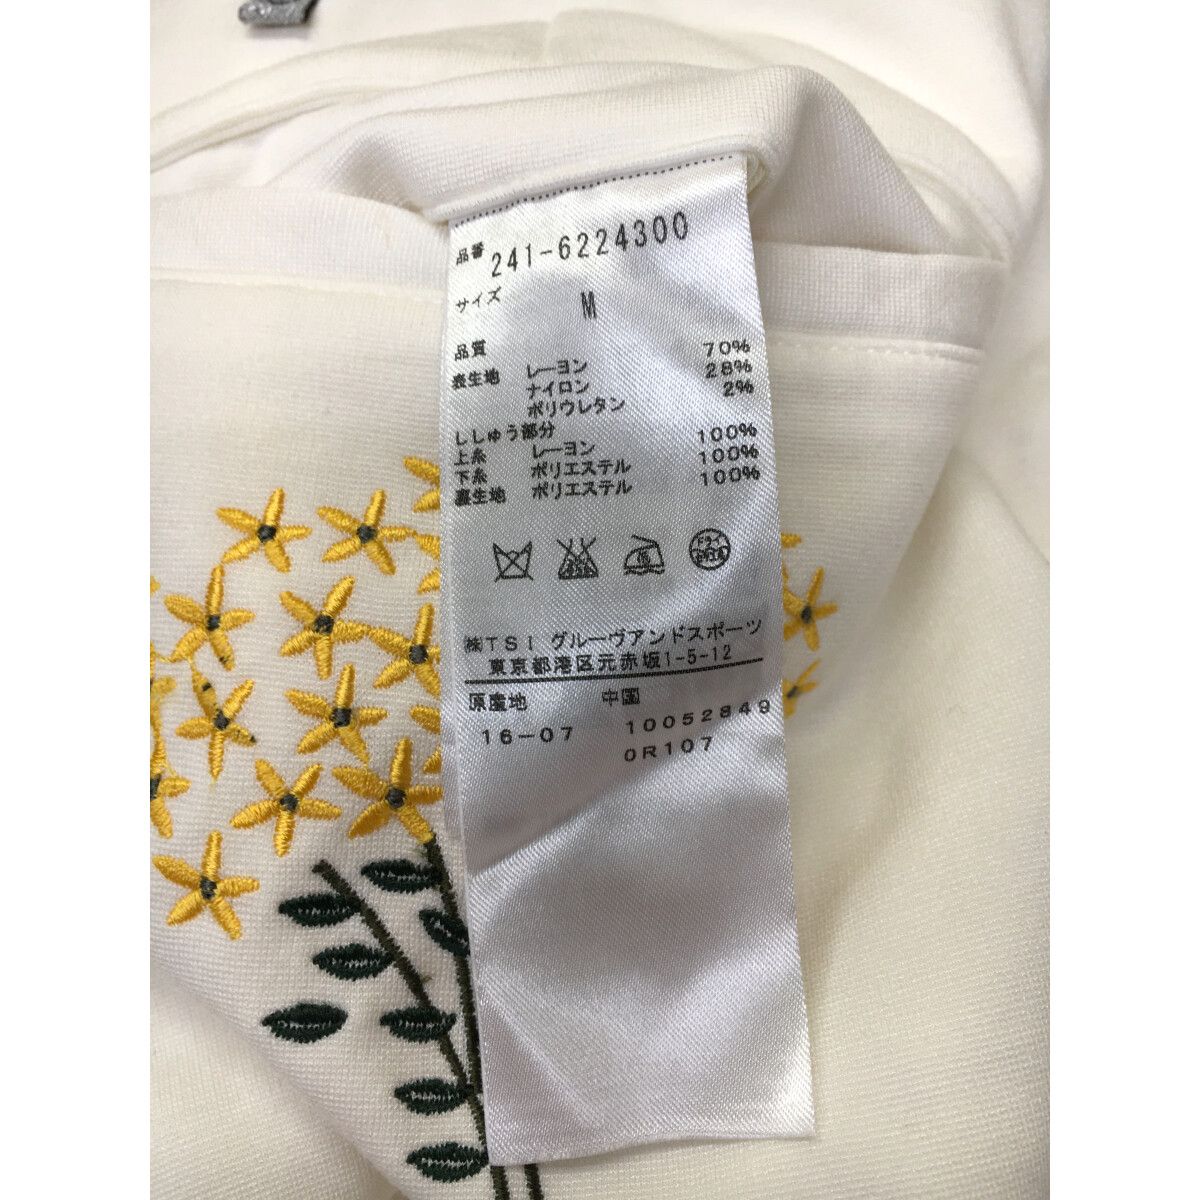 品番 241-6224300
サイズ M
品質
表生地 レーヨン 70%
ナイロン 28%
ポリウレタン 2%
ししゅう部分
上糸 レーヨン 100%
下糸 ポリエステル 100%
裏生地 ポリエステル 100%
ドライ
㈱TSI グルーヴアンドスポーツ
東京都港区元赤坂1-5-12
原産地 中国
16-07 10052849
0R107